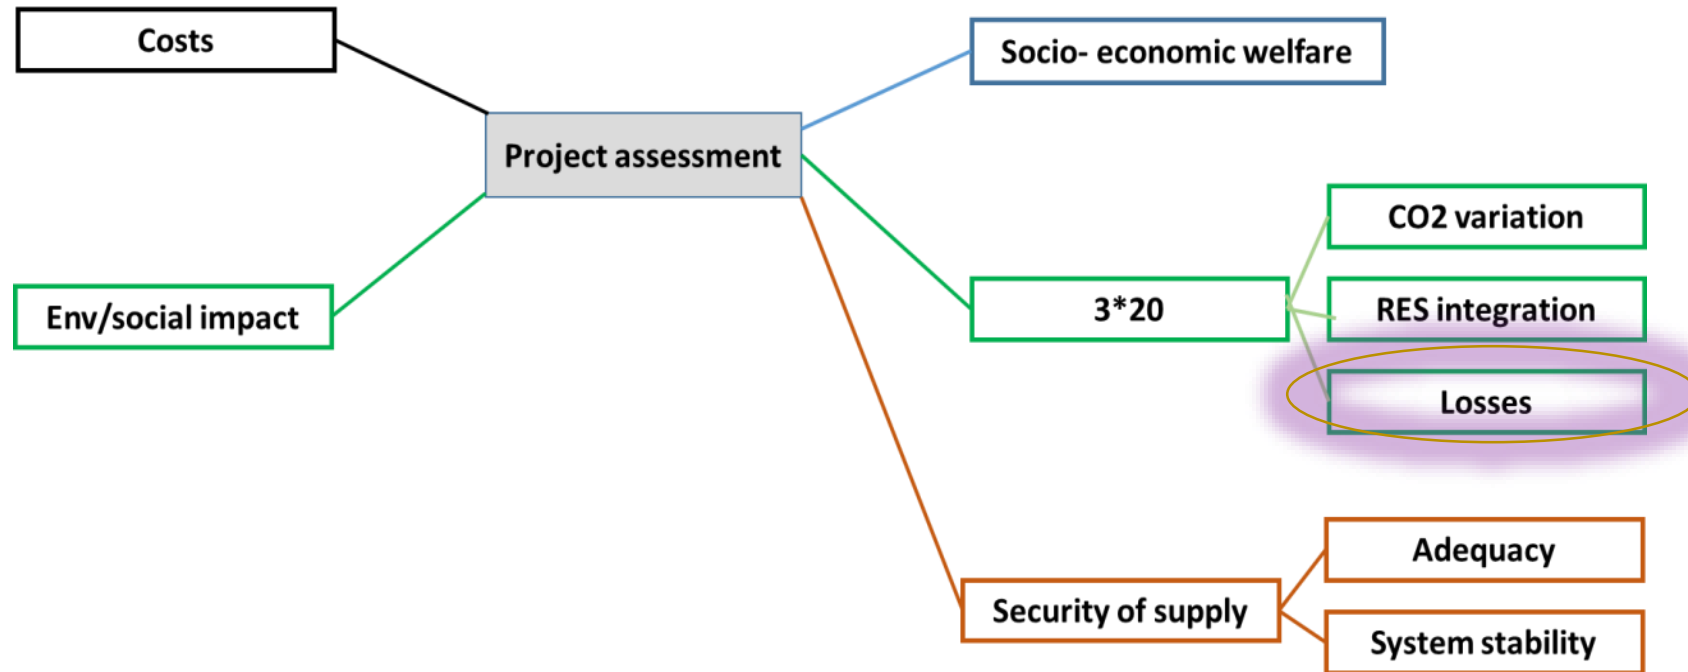 Costs
Socio- economic welfare
Project assessment
CO2 variation
Env/social impact
3*20
RES integration
Losses
Adequacy
Security of supply
System stability